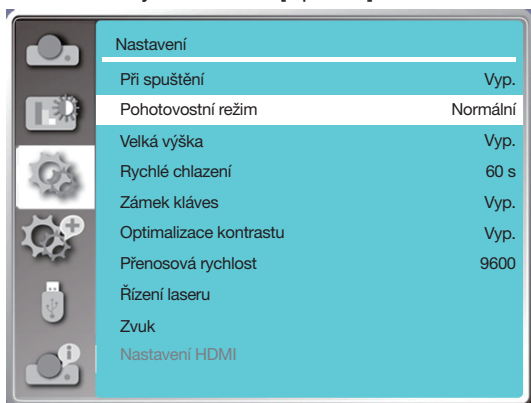 Nastavení
Při spuštění Vyp.
Pohotovostní režim Normální
Velká výška Vyp.
Rychlé chlazení 60 s
Zámek kláves Vyp.
Optimalizace kontrastu Vyp.
Přenosová rychlost 9600
Řízení laseru
Zvuk
Nastavení HDMI